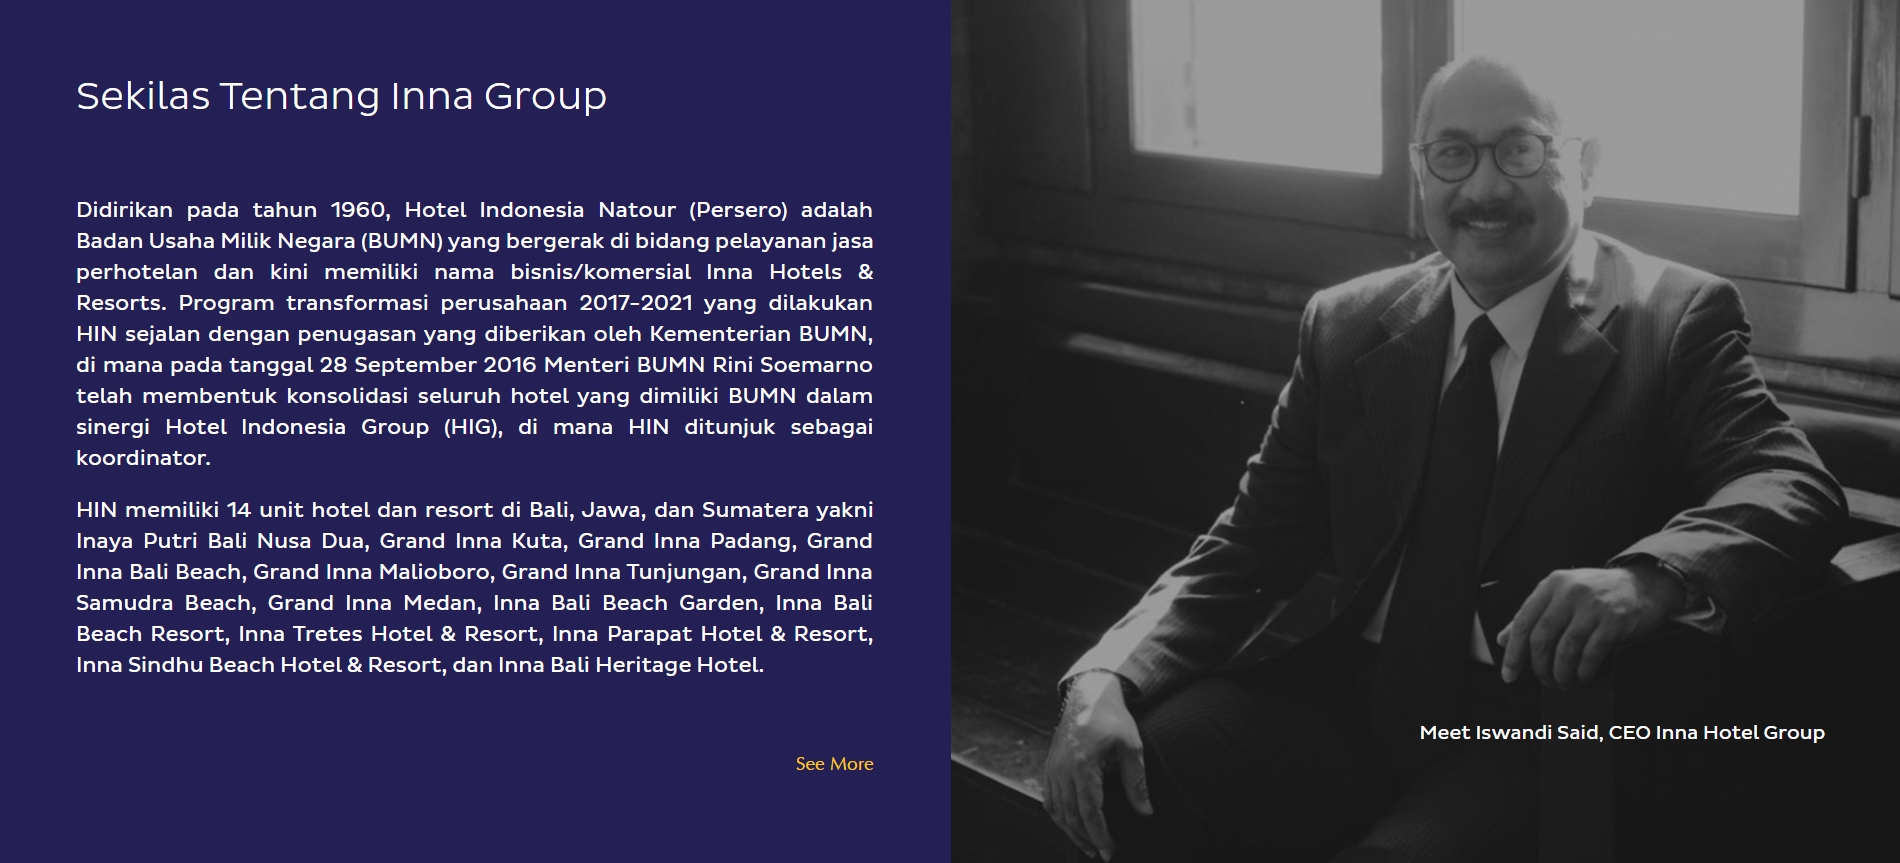 Sekilas Tentang Inna Group
Didirikan pada tahun 1960, Hotel Indonesia Natour (Persero) adalah
Badan Usaha Milik Negara (BUMN) yang bergerak di bidang pelayanan jasa
perhotelan dan kini memiliki nama bisnis/komersial Inna Hotels &
Resorts. Program transformasi perusahaan 2017-2021 yang dilakukan
HIN sejalan dengan penugasan yang diberikan oleh Kementerian BUMN,
di mana pada tanggal 28 September 2016 Menteri BUMN Rini Soemarno
telah membentuk konsolidasi seluruh hotel yang dimiliki BUMN dalam
sinergi Hotel Indonesia Group (HIG), di mana HIN ditunjuk sebagai
koordinator.
HIN memiliki 14 unit hotel dan resort di Bali, Jawa, dan Sumatera yakni
Inaya Putri Bali Nusa Dua, Grand Inna Kuta, Grand Inna Padang, Grand
Inna Bali Beach, Grand Inna Malioboro, Grand Inna Tunjungan, Grand Inna
Samudra Beach, Grand Inna Medan, Inna Bali Beach Garden, Inna Bali
Beach Resort, Inna Tretes Hotel & Resort, Inna Parapat Hotel & Resort,
Inna Sindhu Beach Hotel & Resort, dan Inna Bali Heritage Hotel.
See More
Meet Iswandi Said, CEO Inna Hotel Group